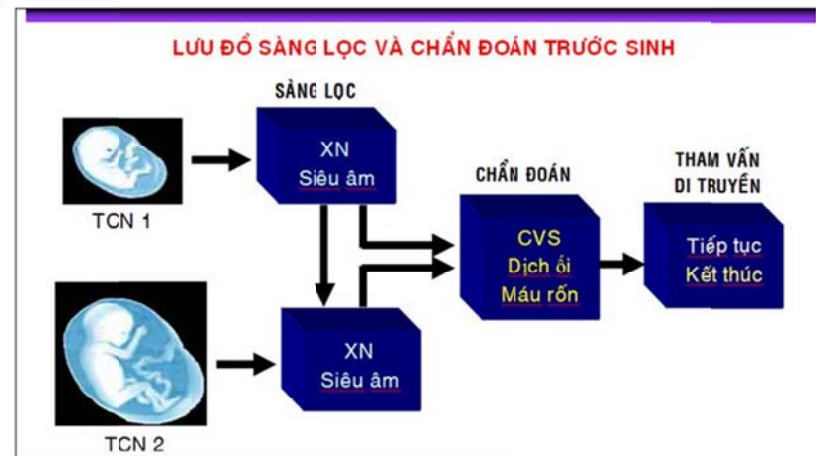 LƯU ĐỒ SÀNG LỌC VÀ CHẨN ĐOÁN TRƯỚC SINH
SÀNG LỌC
XN
Siêu âm
TCN 1
CHẨN ĐOÁN
CVS
Dịch ối
Máu rốn
THAM VẤN
DI TRUYỀN
Tiếp tục
Kết thúc
XN
Siêu âm
TCN 2